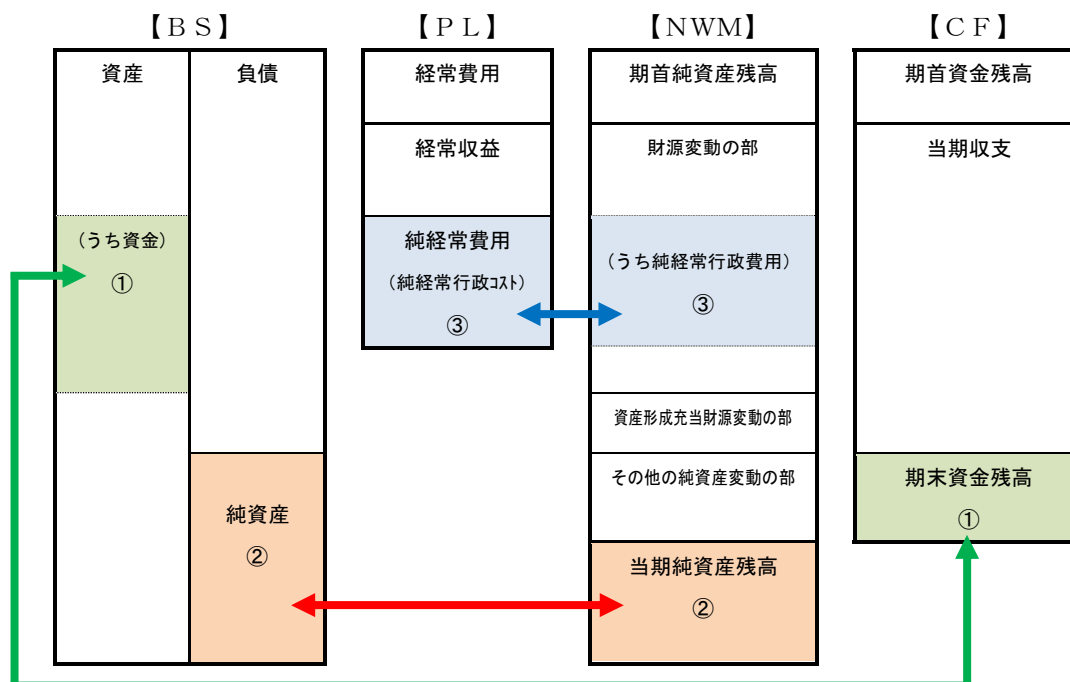 【ＢＳ】
資産
負債
(うち資金)
①
純資産
②
【ＰＬ】
経常費用
経常収益
純経常費用
(純経常行政ｺｽﾄ)
③
【NWM】
期首純資産残高
財源変動の部
(うち純経常行政費用)
③
資産形成充当財源変動の部
その他の純資産変動の部
当期純資産残高
②
【ＣＦ】
期首資金残高
当期収支
期末資金残高
①